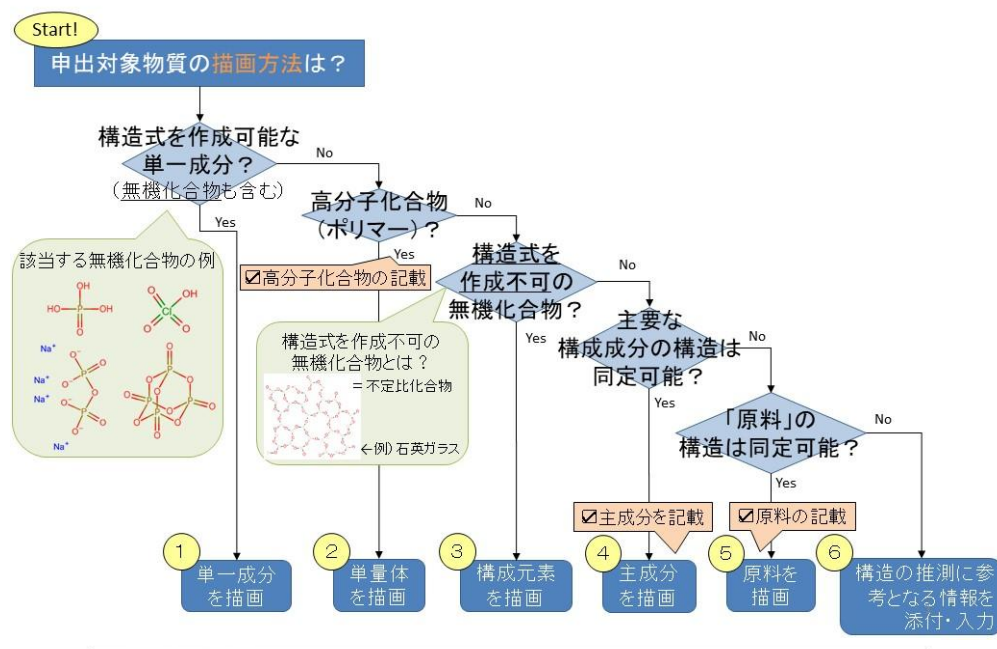 Start!
申出対象物質の描画方法は?
構造式を作成可能な
単一成分?
(無機化合物も含む)
No
Yes
高分子化合物
(ポリマー)?
No
Yes
☑高分子化合物の記載
構造式を
作成不可の
無機化合物?
No
Yes
主要な
構成成分の構造は
同定可能?
No
Yes
「原料」の
構造は同定可能?
No
Yes
該当する無機化合物の例
OH
HO
P
OH
O
O
OH
Cl
O
O
Na⁺
O
O⁻
P
O⁻
Na⁺
O
Na⁺
O⁻
P
O
O⁻
Na⁺
O
P
O
O
O
O
P
P
O
P
O
O
O
O
構造式を作成不可の
無機化合物とは?
=不定比化合物
←例)石英ガラス
☑主成分を記載
☑原料の記載
1
単一成分
を描画
2
単量体
を描画
3
構成元素
を描画
4
主成分
を描画
5
原料を
描画
6
構造の推測に参
考となる情報を
添付・入力